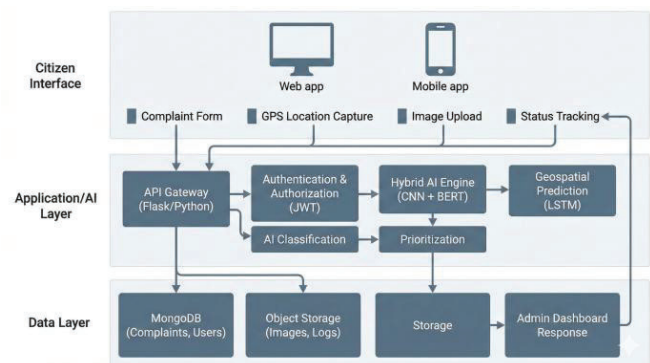 Citizen
Interface
Web app
Mobile app
Complaint Form
GPS Location Capture
Image Upload
Status Tracking
Application/AI
Layer
API Gateway
(Flask/Python)
Authentication &
Authorization
(JWT)
Hybrid AI Engine
(CNN + BERT)
Geospatial
Prediction
(LSTM)
AI Classification
Prioritization
Data Layer
MongoDB
(Complaints, Users)
Object Storage
(Images, Logs)
Storage
Admin Dashboard
Response